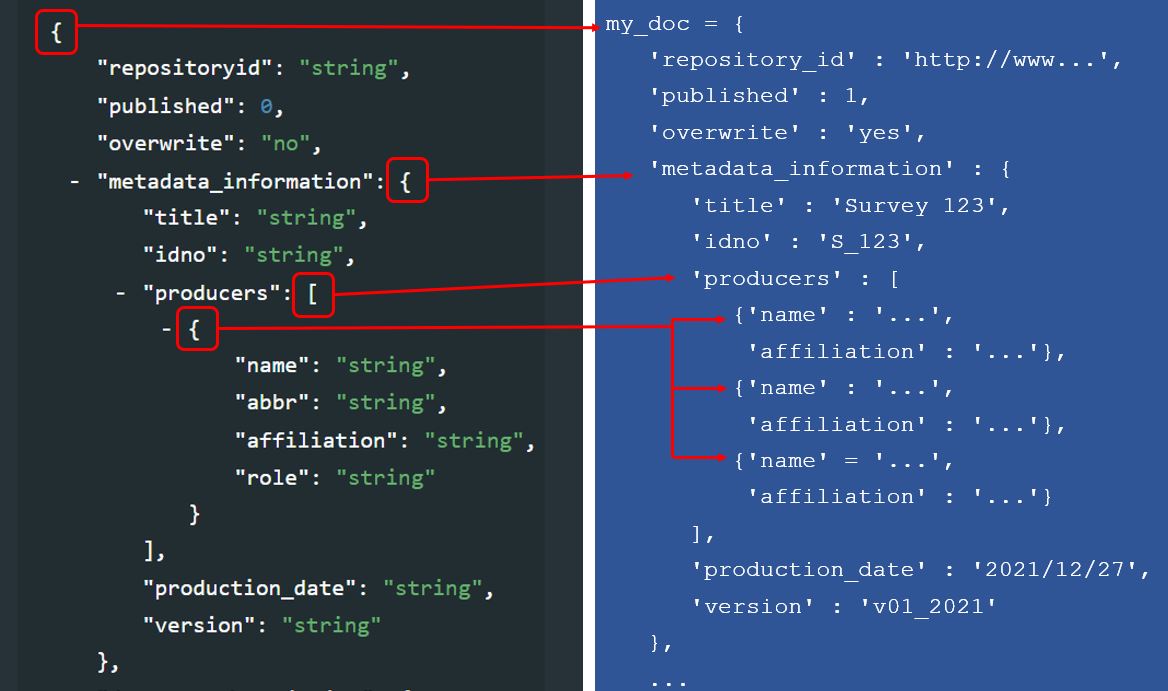 {
"repositoryid": "string",
"published": 0,
"overwrite": "no",
- "metadata_information": {
"title": "string",
"idno": "string",
- "producers": [
- {
"name": "string",
"abbr": "string",
"affiliation": "string",
"role": "string"
}
],
"production_date": "string",
"version": "string"
},
my_doc = {
'repository_id' : 'http://www...',
'published' : 1,
'overwrite' : 'yes',
'metadata_information' : {
'title' : 'Survey 123',
'idno' : 'S_123',
'producers' : [
{'name' : '...',
'affiliation' : '...'},
{'name' : '...',
'affiliation' : '...'},
{'name' = '...',
'affiliation' : '...'}
],
'production_date' : '2021/12/27',
'version' : 'v01_2021'
},
...